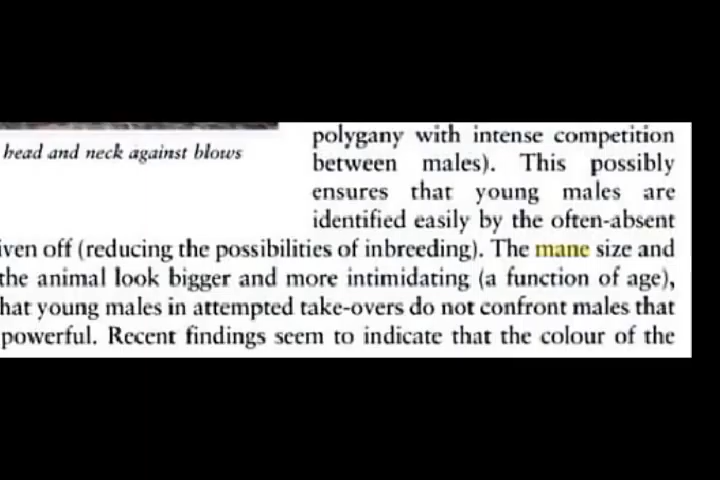 head and neck against blows
polygany with intense competition
between males). This possibly
ensures that young males are
identified easily by the often-absent
iven off (reducing the possibilities of inbreeding). The mane size and
the animal look bigger and more intimidating (a function of age),
hat young males in attempted take-overs do not confront males that
powerful. Recent findings seem to indicate that the colour of the